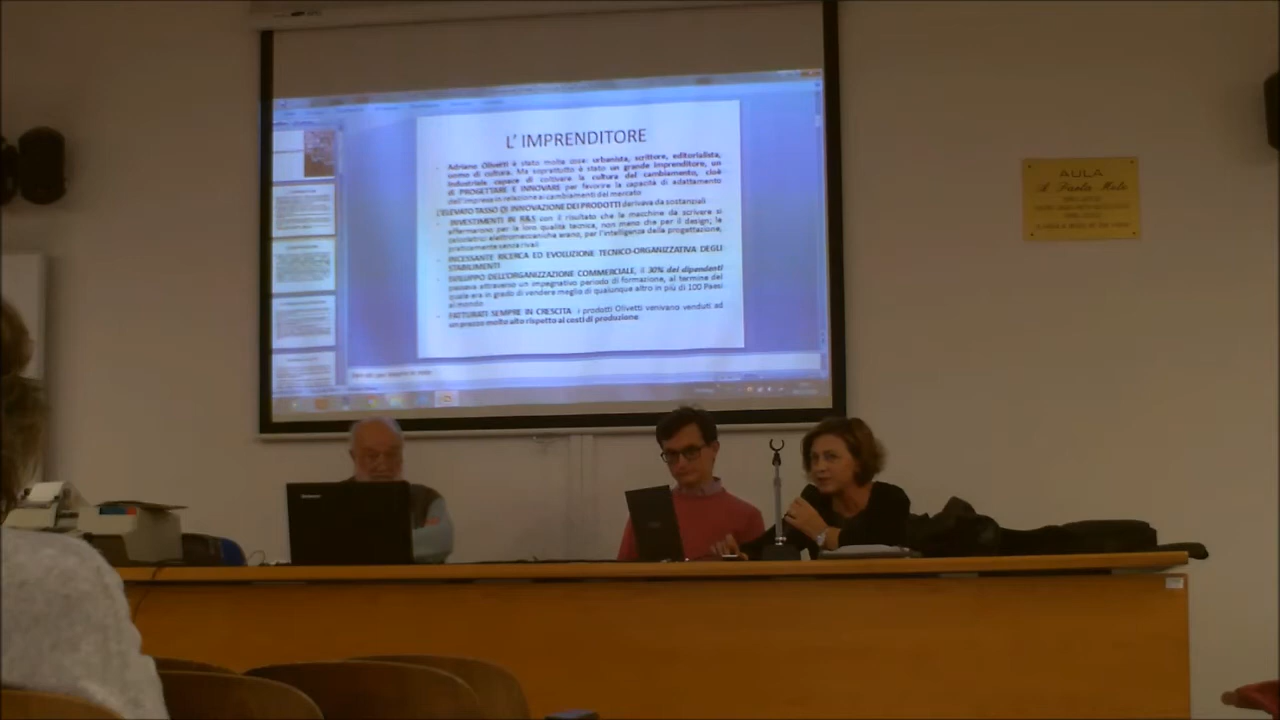 L' IMPRENDITORE
Adriano Olivetti è stato molte cose: urbanista, scrittore, editorialista,
uomo di cultura. Ma soprattutto è stato un grande imprenditore, un
industriale capace di coltivare la cultura del cambiamento, cioè
di PROGETTARE E INNOVARE per favorire la capacità di adattamento
dell'impresa in relazione ai cambiamenti del mercato
L'ELEVATO TASSO DI INNOVAZIONE DEI PRODOTTI derivava da sostanziali
INVESTIMENTI IN R&S con il risultato che le macchine da scrivere si
affermarono per la loro qualità tecnica, non meno che per il design; le
calcolatrici elettromeccaniche erano, per l'intelligenza della progettazione,
praticamente senza rivali
INCESSANTE RICERCA ED EVOLUZIONE TECNICO-ORGANIZZATIVA DEGLI
STABILIMENTI
SVILUPPO DELL'ORGANIZZAZIONE COMMERCIALE, il 30% dei dipendenti
passava attraverso un impegnativo periodo di formazione, al termine del
quale era in grado di vendere meglio di qualunque altro in più di 100 Paesi
al mondo
FATTURATI SEMPRE IN CRESCITA i prodotti Olivetti venivano venduti ad
un prezzo molto alto rispetto ai costi di produzione
AULA